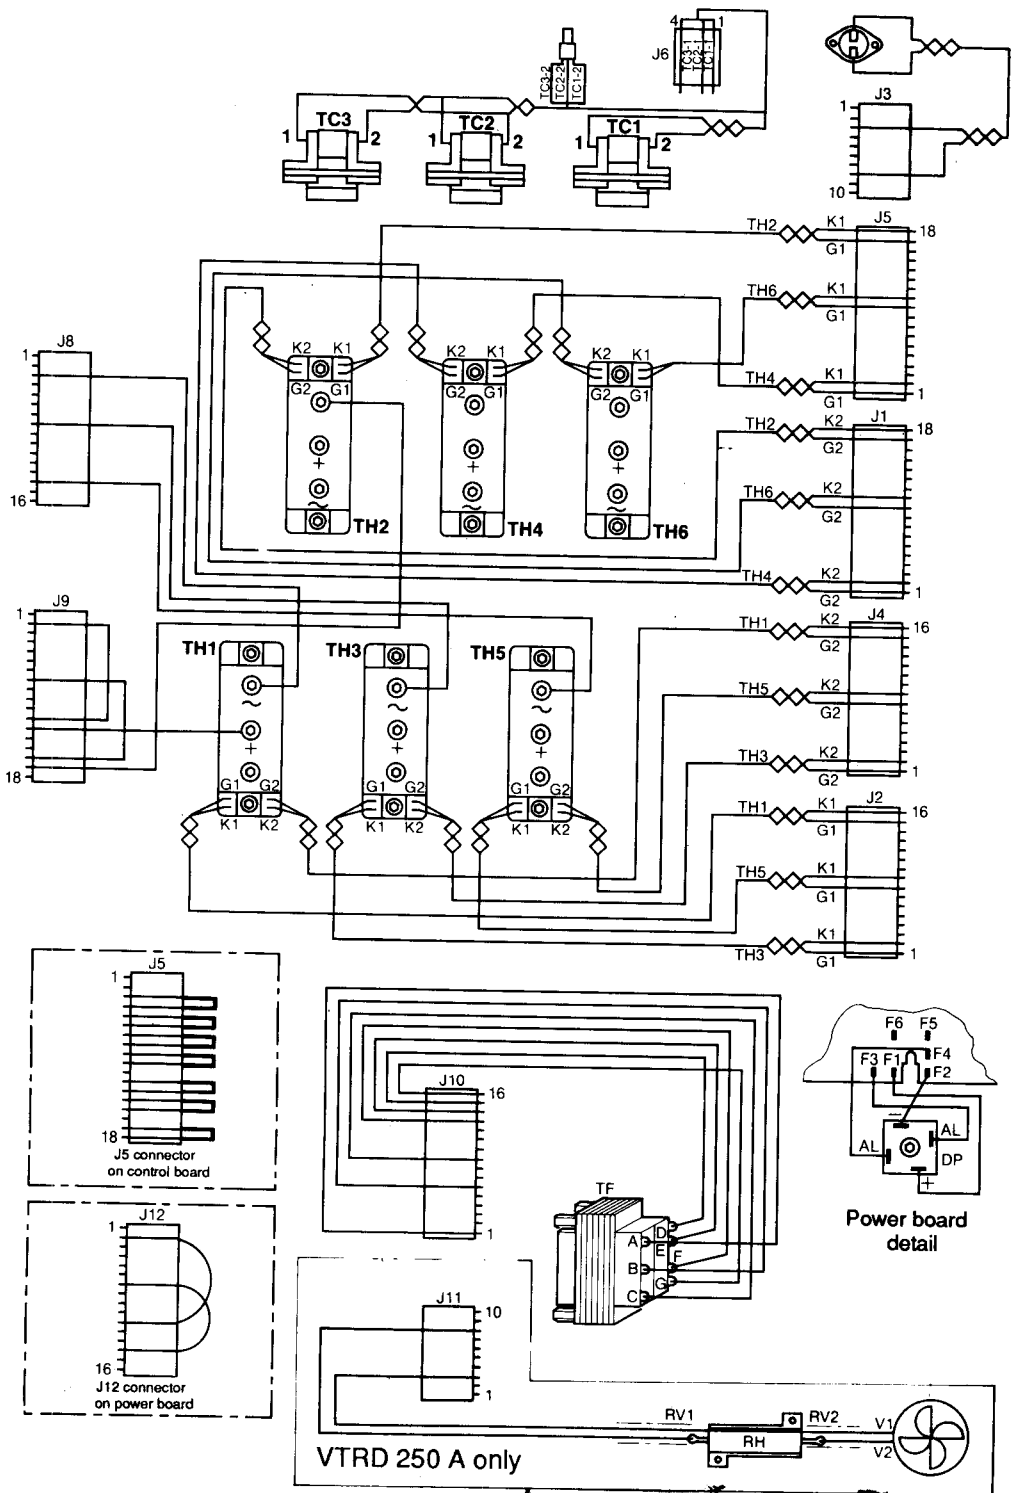 4 1
J6
TC3-1
TC2-1
TC1-1
TC3-2
TC2-2
TC1-2
J3
1
10
1 TC3 2
1 TC2 2
1 TC1 2
TH2 K1 J5
G1 18
TH6 K1
G1
TH4 K1
G1 1
J8
1
16
K2 K1
G2 G1
+
~
TH2
K2 K1
G2 G1
+
~
TH4
K2 K1
G2 G1
+
~
TH6
TH2 K2 J1
G2 18
TH6 K2
G2
TH4 K2
G2 1
J9
1
18
TH1
~
+
G1 G2
K1 K2
TH3
~
+
G1 G2
K1 K2
TH5
~
+
G1 G2
K1 K2
TH1 K2 J4
G2 16
TH5 K2
G2
TH3 K2
G2 1
TH1 K1 J2
G1 16
TH5 K1
G1
TH3 K1
G1 1
J5
1
18
J5 connector
on control board
J12
1
16
J12 connector
on power board
J10
16
1
TF
A D
E
B F
G
C
F6 F5
F3 F1 F4
F2
−
AL
AL DP
+
Power board
detail
J11
10
1
RV1 RV2
RH
V1
V2
VTRD 250 A only